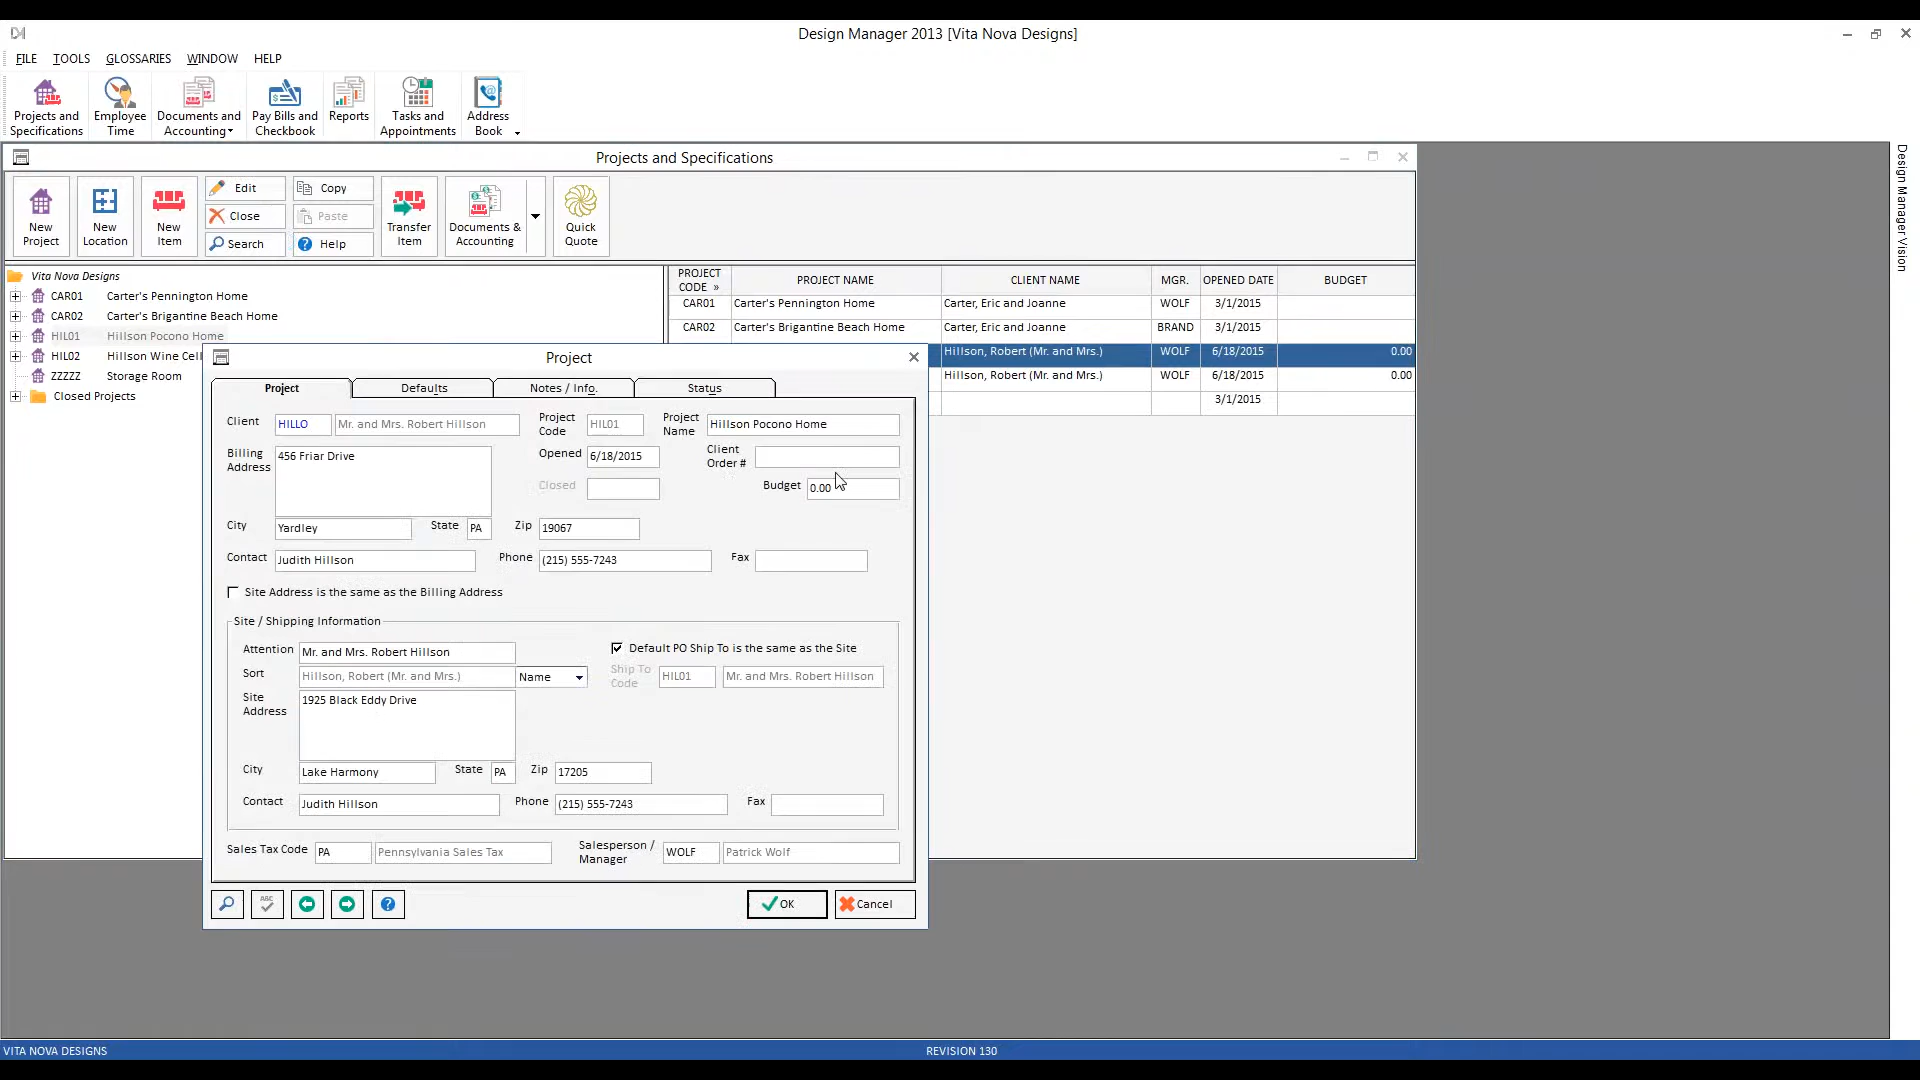 Design Manager 2013 [Vita Nova Designs]
FILE TOOLS GLOSSARIES WINDOW HELP
Projects and Specifications
Employee Time
Documents and Accounting
Pay Bills and Checkbook
Reports
Tasks and Appointments
Address Book
Design Manager Vision
Projects and Specifications
New Project
New Location
New Item
Edit
Close
Search
Copy
Paste
Help
Transfer Item
Documents & Accounting
Quick Quote
Vita Nova Designs
CAR01 Carter's Pennington Home
CAR02 Carter's Brigantine Beach Home
HIL01 Hillson Pocono Home
HIL02 Hillson Wine Cell
ZZZZZ Storage Room
Closed Projects
PROJECT CODE » PROJECT NAME CLIENT NAME MGR. OPENED DATE BUDGET
CAR01 Carter's Pennington Home Carter, Eric and Joanne WOLF 3/1/2015
CAR02 Carter's Brigantine Beach Home Carter, Eric and Joanne BRAND 3/1/2015
Hillson, Robert (Mr. and Mrs.) WOLF 6/18/2015 0.00
Hillson, Robert (Mr. and Mrs.) WOLF 6/18/2015 0.00
3/1/2015
Project
Project Defaults Notes / Info. Status
Client HILLO Mr. and Mrs. Robert Hillson Project Code HIL01 Project Name Hillson Pocono Home
Billing Address 456 Friar Drive Opened 6/18/2015 Client Order #
Closed Budget 0.00
City Yardley State PA Zip 19067
Contact Judith Hillson Phone (215) 555-7243 Fax
Site Address is the same as the Billing Address
Site / Shipping Information
Attention Mr. and Mrs. Robert Hillson Default PO Ship To is the same as the Site
Sort Hillson, Robert (Mr. and Mrs.) Name Ship To Code HIL01 Mr. and Mrs. Robert Hillson
Site Address 1925 Black Eddy Drive
City Lake Harmony State PA Zip 17205
Contact Judith Hillson Phone (215) 555-7243 Fax
Sales Tax Code PA Pennsylvania Sales Tax Salesperson / Manager WOLF Patrick Wolf
ABC
OK
Cancel
VITA NOVA DESIGNS REVISION 130